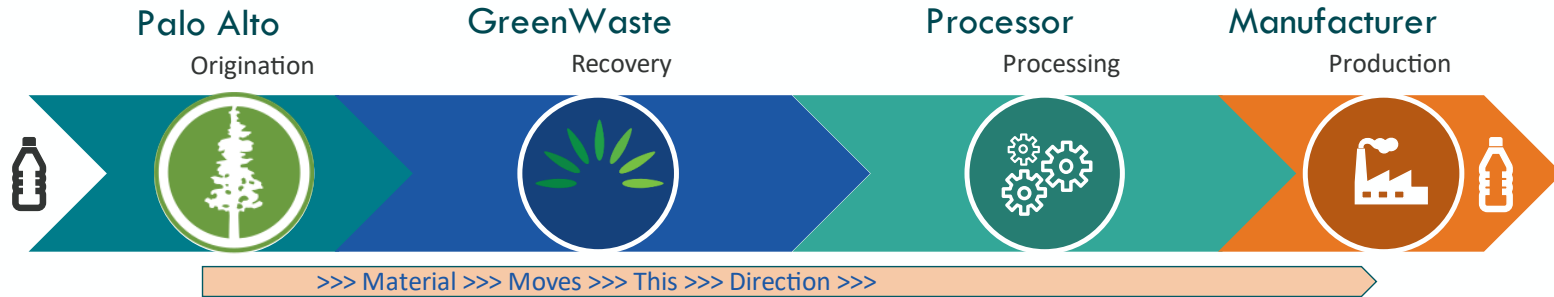 Palo Alto
Origination
GreenWaste
Recovery
Processor
Processing
Manufacturer
Production
>>> Material >>> Moves >>> This >>> Direction >>>